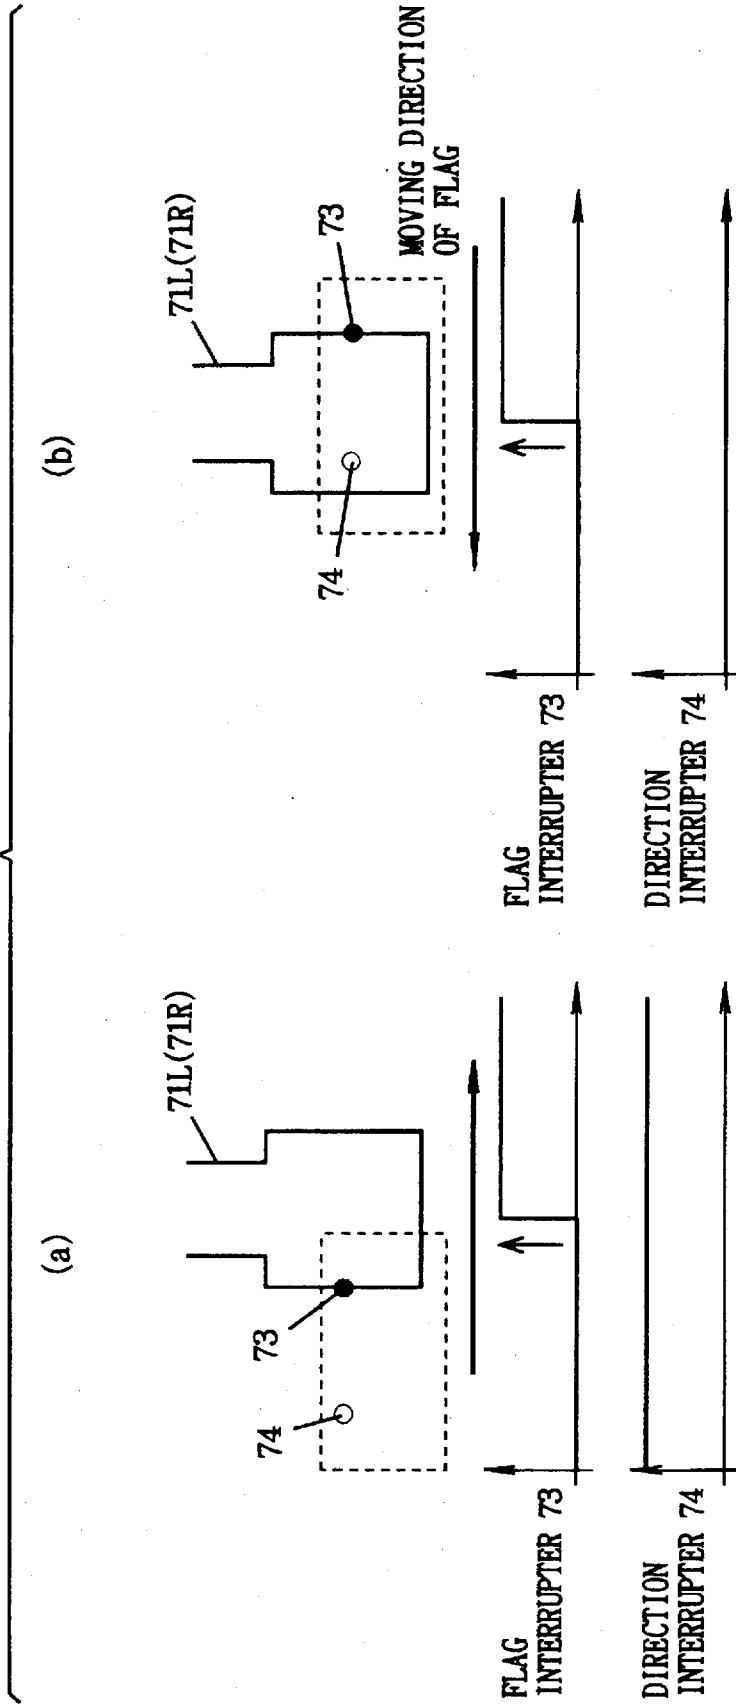 (a)
71L(71R)
73
74
FLAG
INTERRUPTER 73
DIRECTION
INTERRUPTER 74
(b)
71L(71R)
73
74
MOVING DIRECTION
OF FLAG
FLAG
INTERRUPTER 73
DIRECTION
INTERRUPTER 74